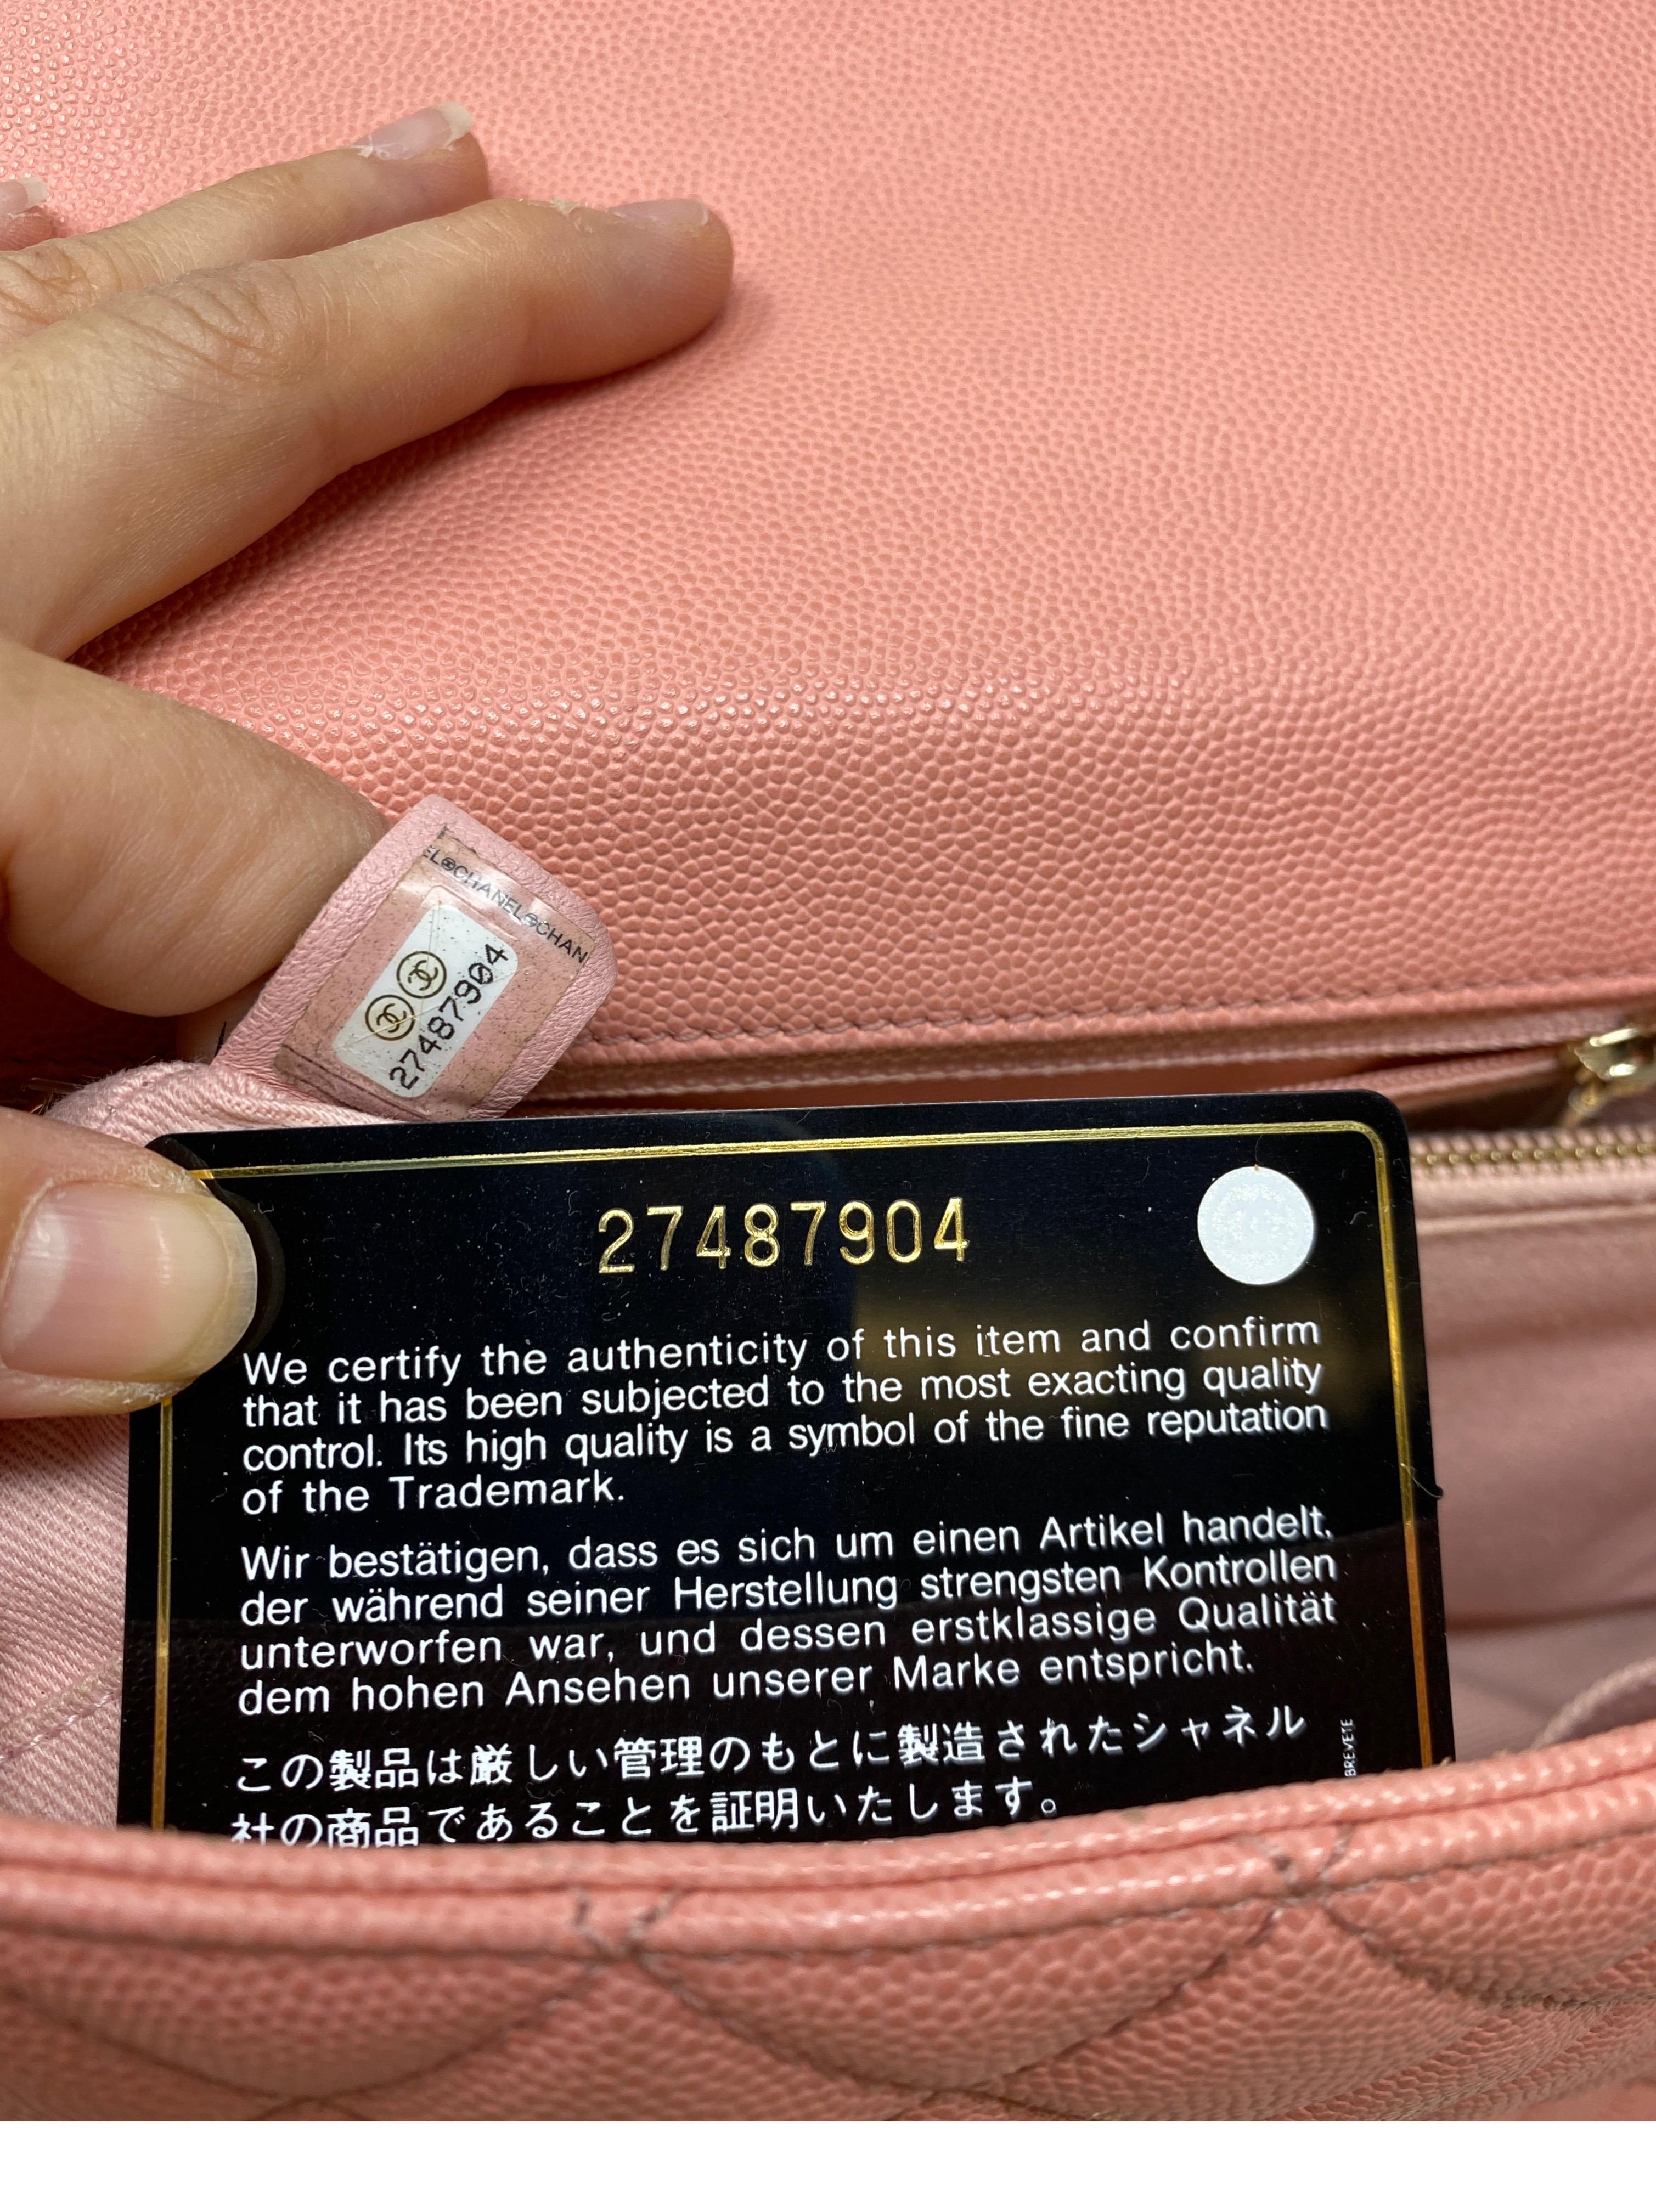 EL CHANEL CHAN
27487904
27487904
We certify the authenticity of this item and confirm
that it has been subjected to the most exacting quality
control. Its high quality is a symbol of the fine reputation
of the Trademark.
Wir bestätigen, dass es sich um einen Artikel handelt,
der während seiner Herstellung strengsten Kontrollen
unterworfen war, und dessen erstklassige Qualität
dem hohen Ansehen unserer Marke entspricht.
この製品は厳しい管理のもとに製造されたシャネル
社の商品であることを証明いたします。
BREVETE